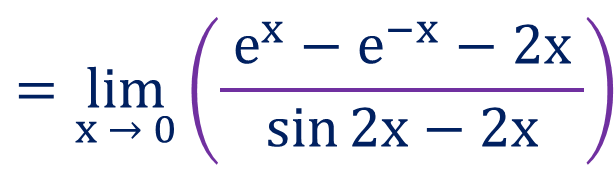 = lim x → 0 ( (eˣ − e⁻ˣ − 2x) / (sin 2x − 2x) )